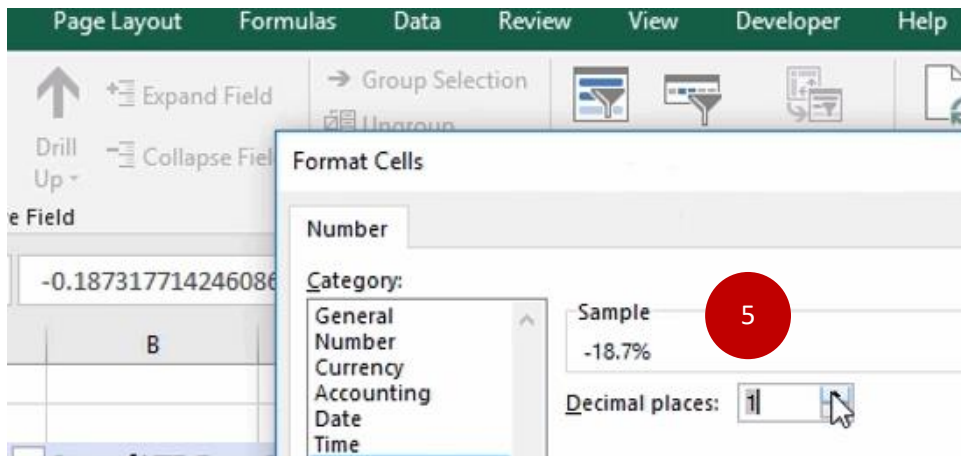 Page Layout Formulas Data Review View Developer Help
Expand Field
Group Selection
Ungroup
Drill
Up
Collapse Fiel
e Field
Format Cells
Number
-0.187317714246086
Category:
General
Number
Currency
Accounting
Date
Time
Sample
-18.7%
5
Decimal places: 1
B